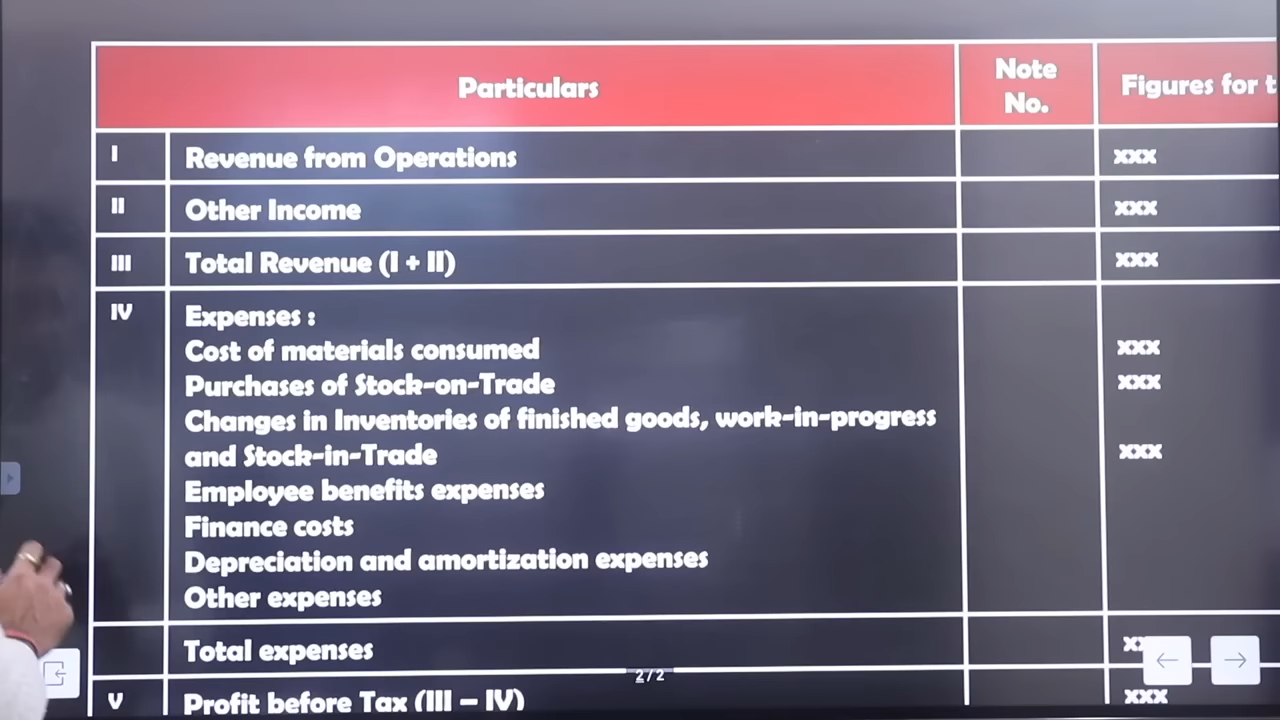 Particulars
Note
No.
Figures for t
I Revenue from Operations xxx
II Other Income xxx
III Total Revenue (I + II) xxx
IV Expenses :
Cost of materials consumed xxx
Purchases of Stock-on-Trade xxx
Changes in Inventories of finished goods, work-in-progress
and Stock-in-Trade xxx
Employee benefits expenses
Finance costs
Depreciation and amortization expenses
Other expenses
Total expenses
2/2
V Profit before Tax (III – IV) xxx